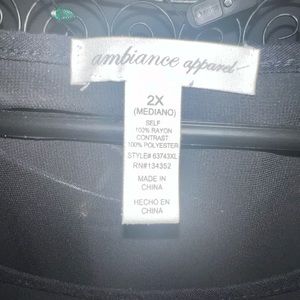 ambiance apparel
2X
(MEDIANO)
SELF
100% RAYON
CONTRAST
100% POLYESTER
STYLE# 63743XL
RN#134352
MADE IN
CHINA
HECHO EN
CHINA